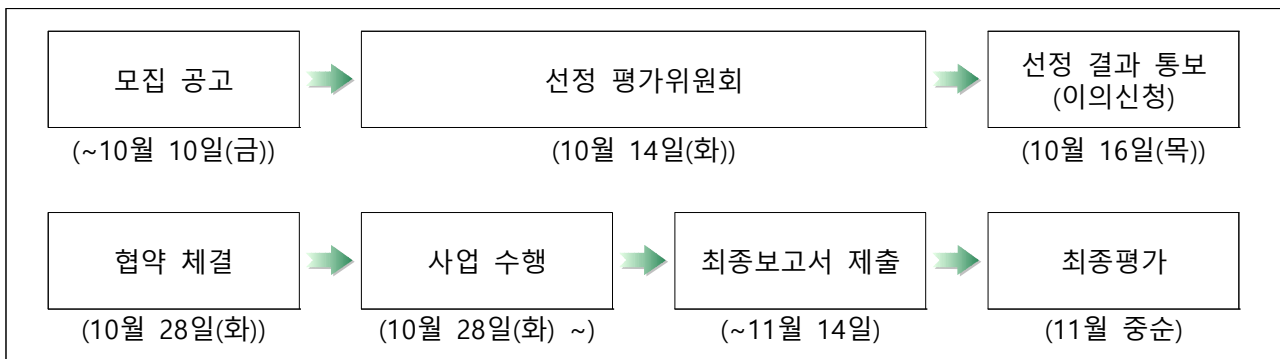 모집 공고
선정 평가위원회
선정 결과 통보
(이의신청)
(~10월 10일(금))
(10월 14일(화))
(10월 16일(목))
협약 체결
사업 수행
최종보고서 제출
최종평가
(10월 28일(화))
(10월 28일(화) ~)
(~11월 14일)
(11월 중순)